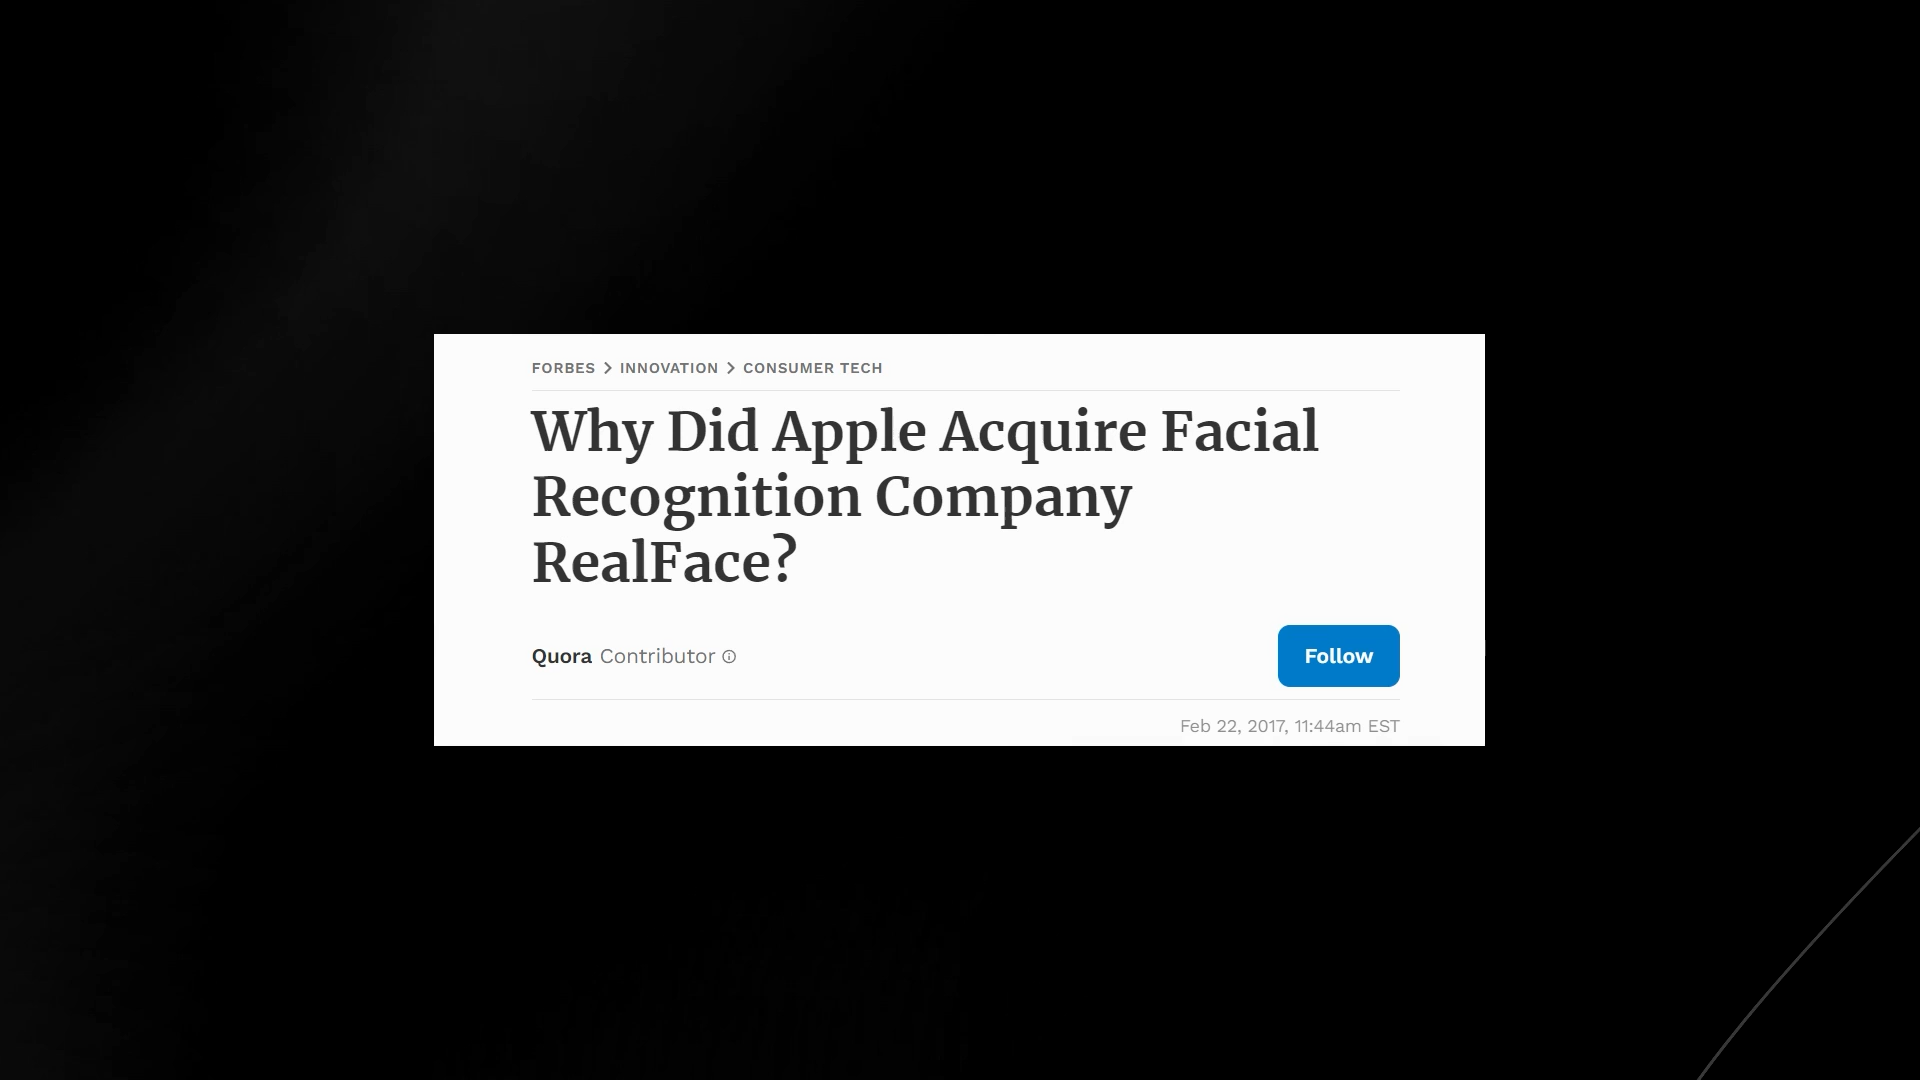 FORBES > INNOVATION > CONSUMER TECH
Why Did Apple Acquire Facial
Recognition Company
RealFace?
Quora Contributor
Follow
Feb 22, 2017, 11:44am EST